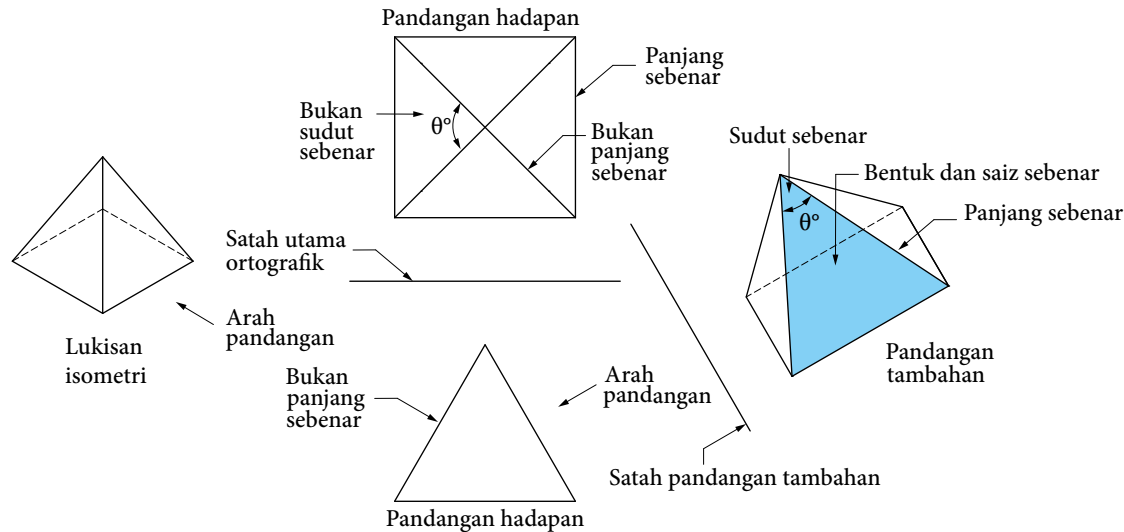 Pandangan hadapan
Panjang
sebenar
Bukan
sudut
sebenar
θ°
Bukan
panjang
sebenar
Satah utama
ortografik
Arah
pandangan
Lukisan
isometri
Bukan
panjang
sebenar
Arah
pandangan
Pandangan hadapan
Satah pandangan tambahan
Sudut sebenar
Bentuk dan saiz sebenar
Panjang sebenar
θ°
Pandangan
tambahan